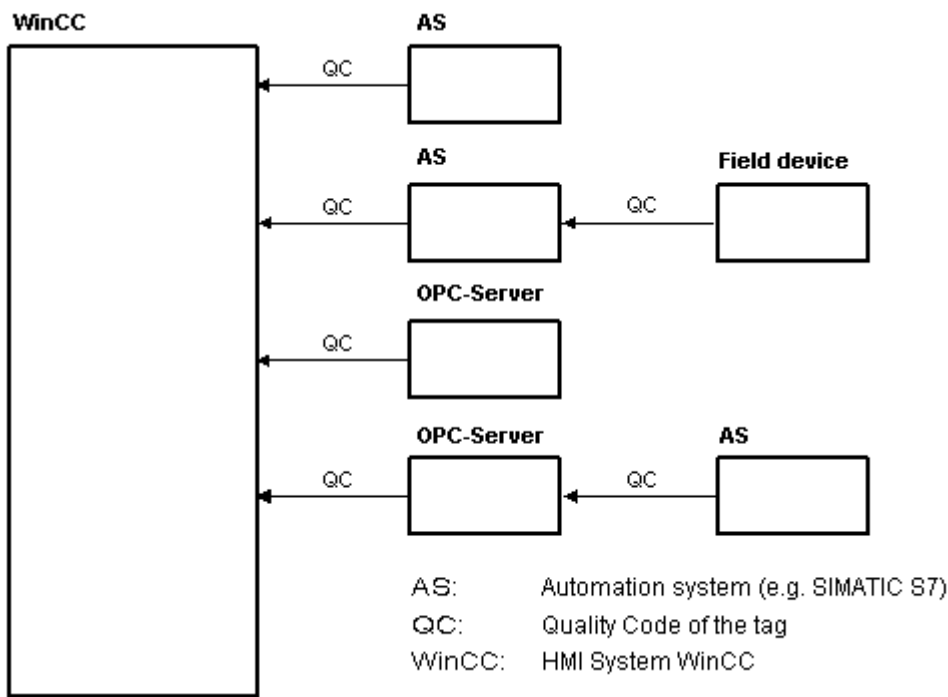 WinCC
AS
QC
AS
Field device
QC
QC
OPC-Server
QC
OPC-Server
AS
QC
QC
AS: Automation system (e.g. SIMATIC S7)
QC: Quality Code of the tag
WinCC: HMI System WinCC